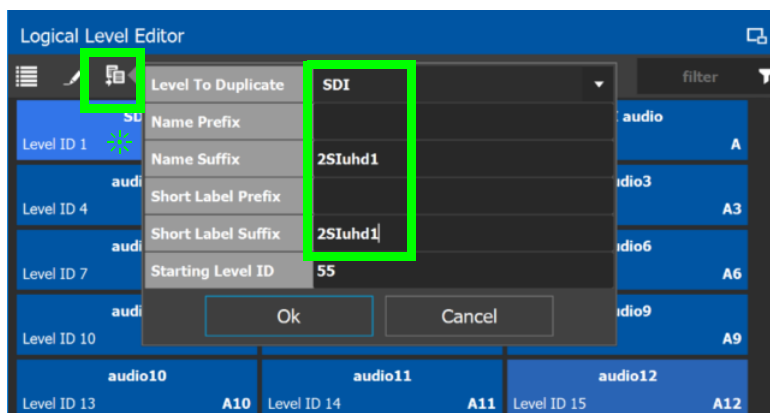 Logical Level Editor
filter
Level To Duplicate SDI
Name Prefix
Name Suffix 2SIuhd1
Short Label Prefix
Short Label Suffix 2SIuhd1
Starting Level ID 55
Ok Cancel
audio
Level ID 1 A
audio3
Level ID 4 A3
audio6
Level ID 7 A6
audio9
Level ID 10 A9
audio10 audio11 audio12
Level ID 13 A10 Level ID 14 A11 Level ID 15 A12